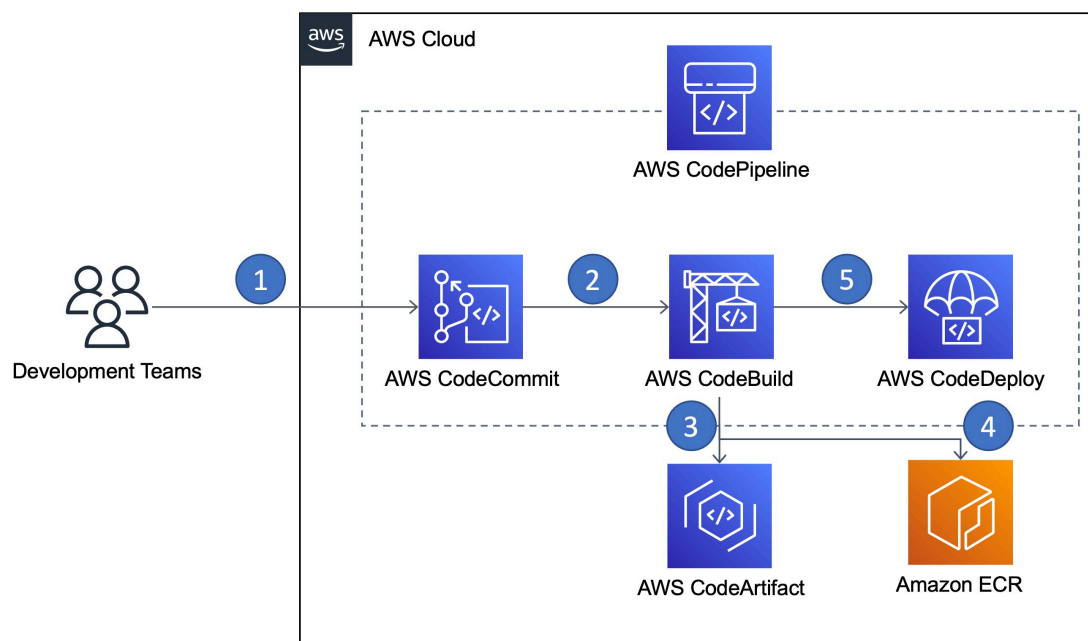 aws
AWS Cloud
</>
AWS CodePipeline
1
2
5
</>
</>
</>
Development Teams
AWS CodeCommit
AWS CodeBuild
AWS CodeDeploy
3
4
</>
AWS CodeArtifact
Amazon ECR